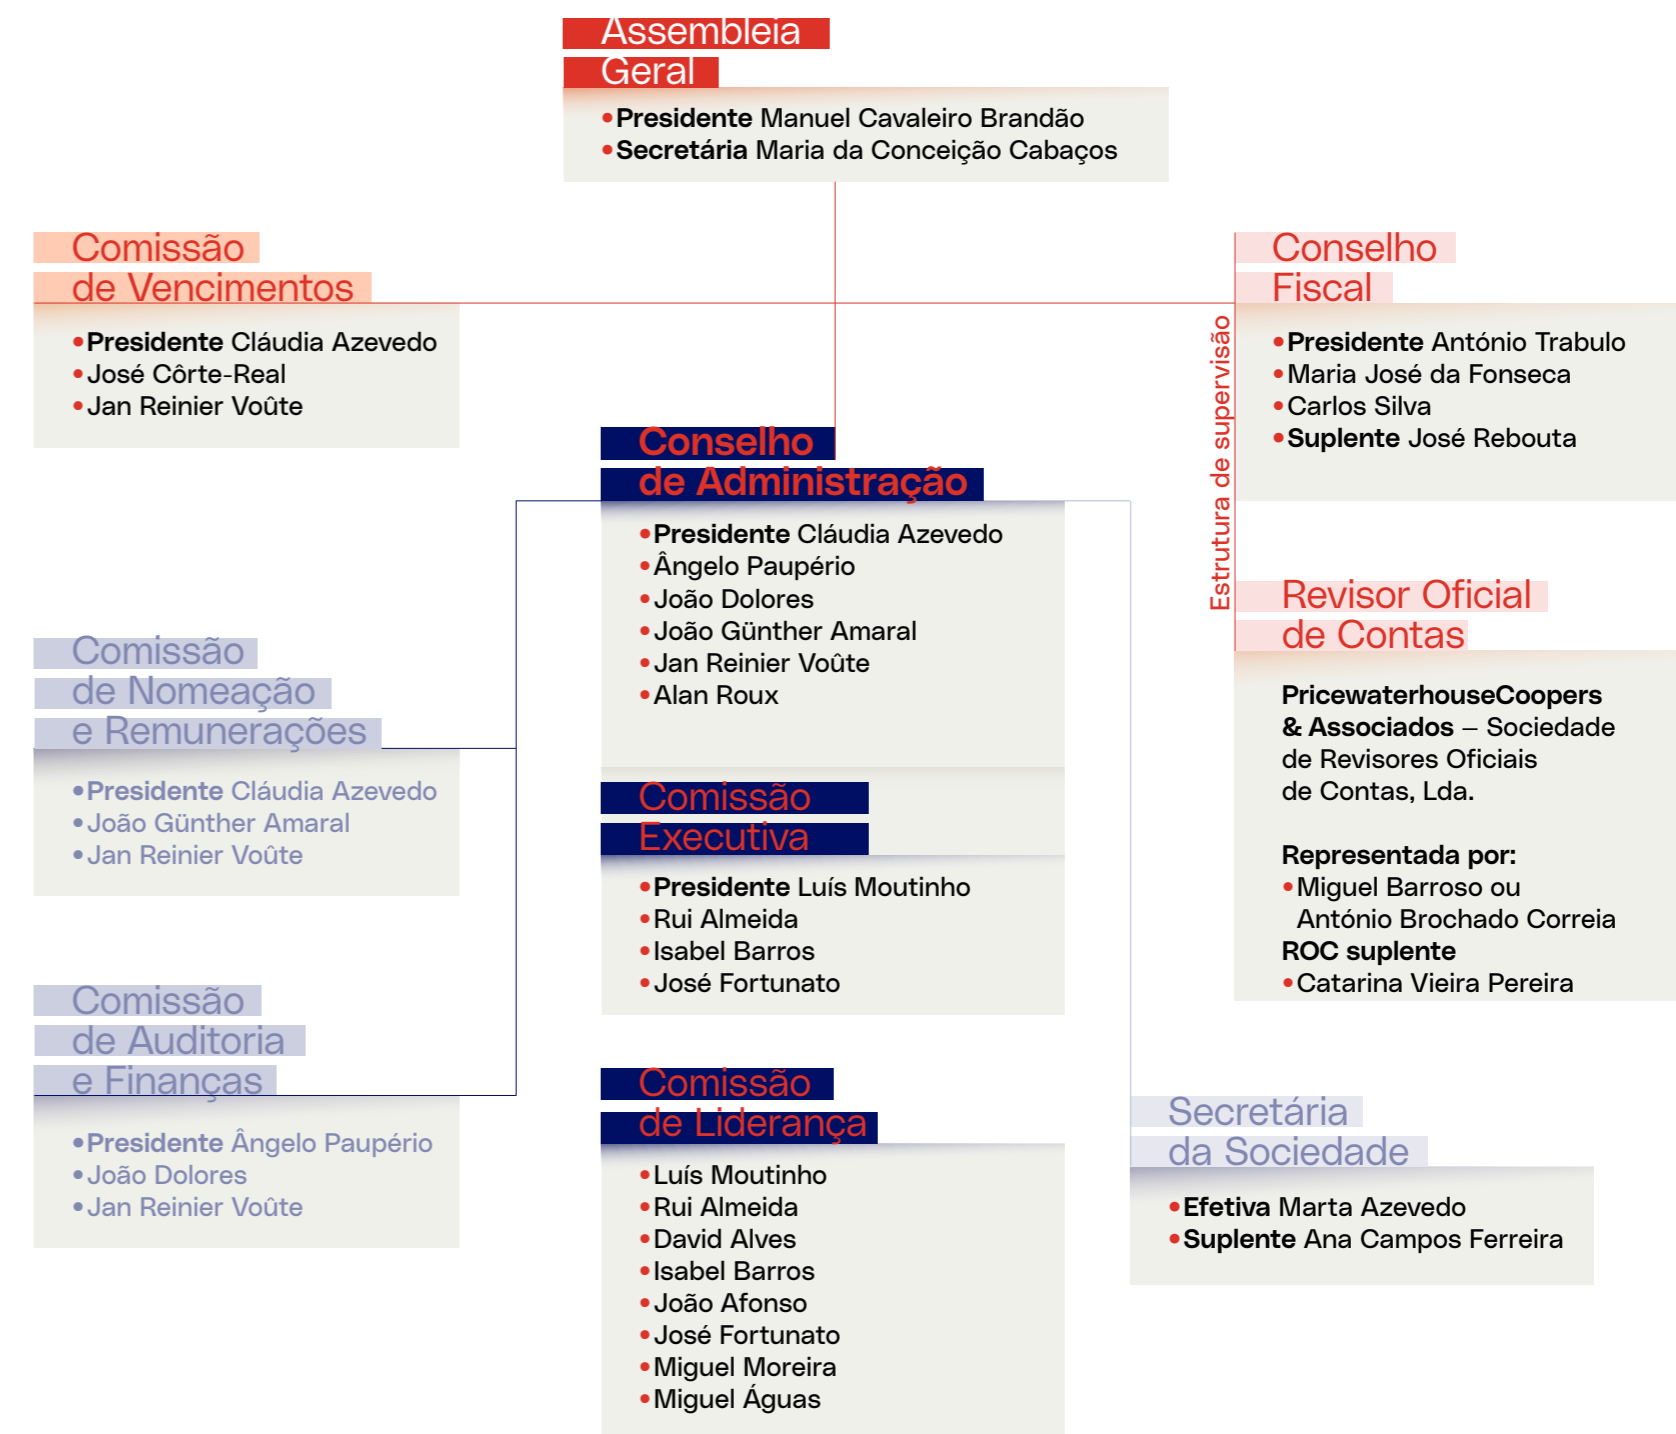 Assembleia
Geral
•Presidente Manuel Cavaleiro Brandão
•Secretária Maria da Conceição Cabaços
Comissão
de Vencimentos
•Presidente Cláudia Azevedo
•José Côrte-Real
•Jan Reinier Voûte
Conselho
Fiscal
•Presidente António Trabulo
•Maria José da Fonseca
•Carlos Silva
•Suplente José Rebouta
Estrutura de supervisão
Conselho
de Administração
•Presidente Cláudia Azevedo
•Ângelo Paupério
•João Dolores
•João Günther Amaral
•Jan Reinier Voûte
•Alan Roux
Revisor Oficial
de Contas
PricewaterhouseCoopers
& Associados – Sociedade
de Revisores Oficiais
de Contas, Lda.
Representada por:
•Miguel Barroso ou
António Brochado Correia
ROC suplente
•Catarina Vieira Pereira
Comissão
de Nomeação
e Remunerações
•Presidente Cláudia Azevedo
•João Günther Amaral
•Jan Reinier Voûte
Comissão
Executiva
•Presidente Luís Moutinho
•Rui Almeida
•Isabel Barros
•José Fortunato
Comissão
de Auditoria
e Finanças
•Presidente Ângelo Paupério
•João Dolores
•Jan Reinier Voûte
Comissão
de Liderança
•Luís Moutinho
•Rui Almeida
•David Alves
•Isabel Barros
•João Afonso
•José Fortunato
•Miguel Moreira
•Miguel Águas
Secretária
da Sociedade
•Efetiva Marta Azevedo
•Suplente Ana Campos Ferreira